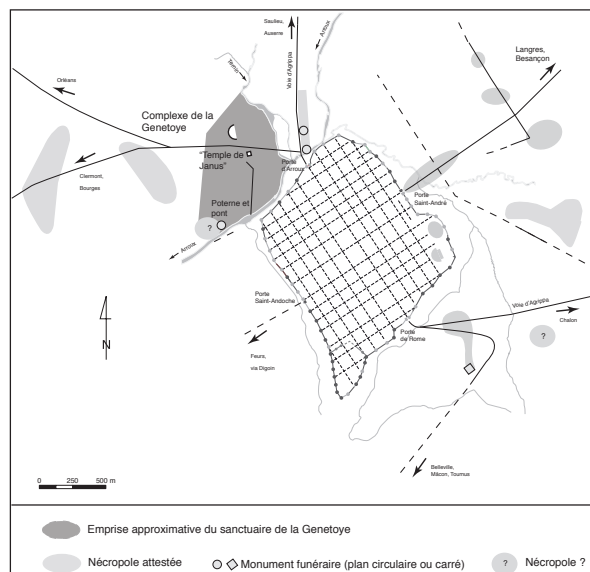 Saulieu,
Auxerre
Arroux
Langres,
Besançon
Orléans
Ternin
Voie d'Agrippa
Complexe de la
Genetoye
"Temple de
Janus"
Porte
d'Arroux
Clermont,
Bourges
Porte
Saint-André
Poterne et
pont
?
Arroux
Porte
Saint-Andoche
Voie d'Agrippa
Chalon
Porte
de Rome
?
N
Feurs,
via Digoin
Belleville,
Mâcon, Tournus
0 250 500 m
Emprise approximative du sanctuaire de la Genetoye
Nécropole attestée
Monument funéraire (plan circulaire ou carré)
? Nécropole ?